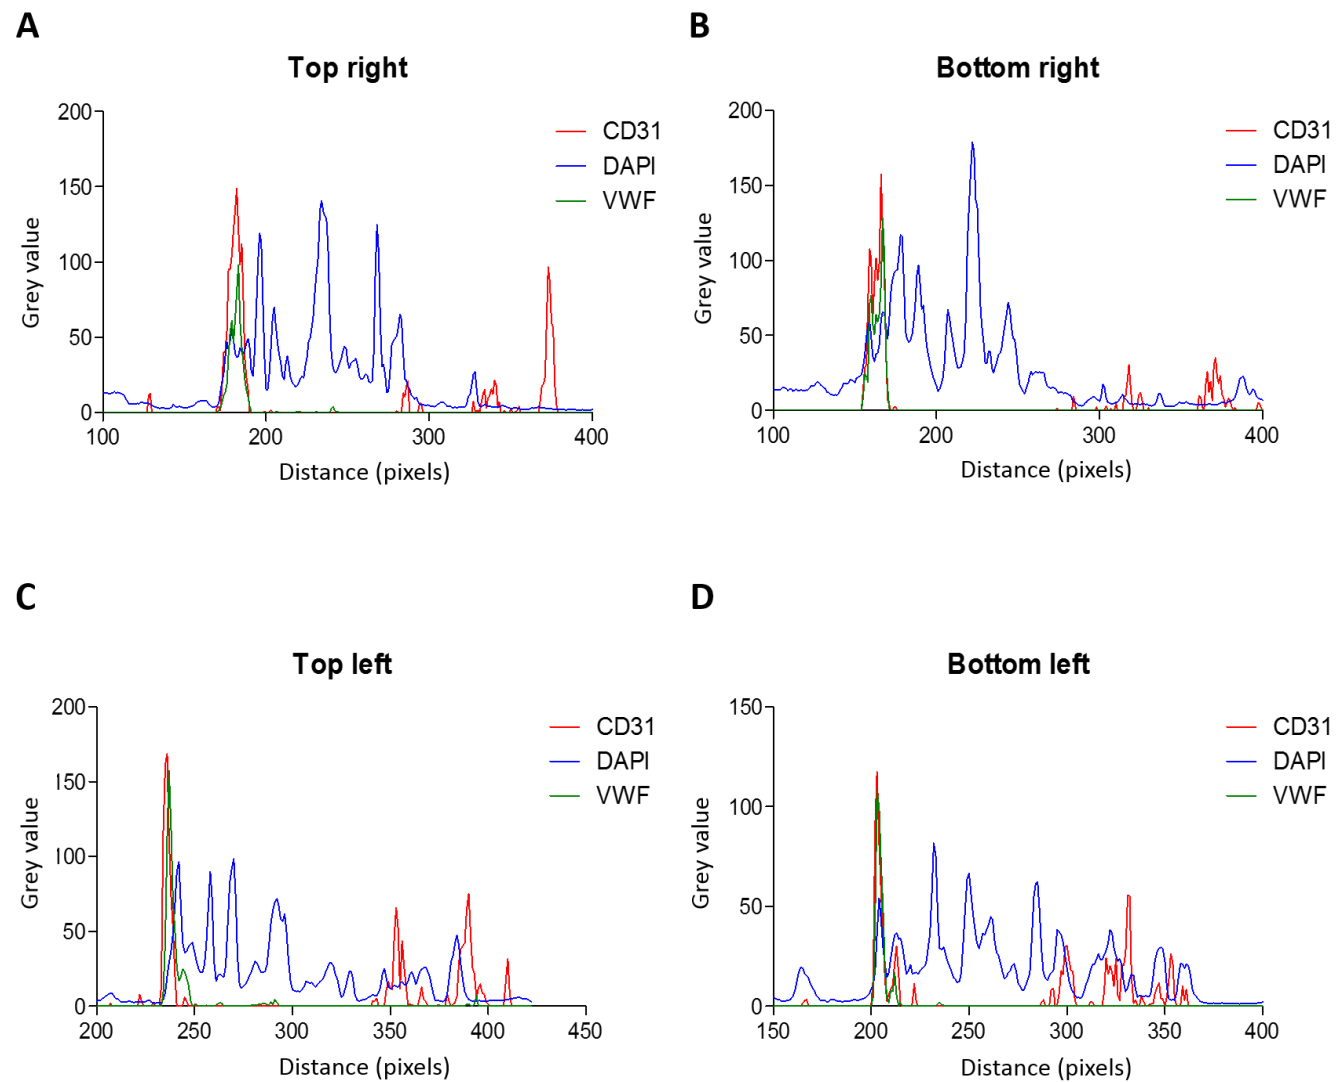 A
Top right
200
150
100
50
0
Grey value
100
200
300
400
Distance (pixels)
CD31
DAPI
VWF
B
Bottom right
200
150
100
50
0
Grey value
100
200
300
400
Distance (pixels)
CD31
DAPI
VWF
C
Top left
200
150
100
50
0
Grey value
200
250
300
350
400
450
Distance (pixels)
CD31
DAPI
VWF
D
Bottom left
150
100
50
0
Grey value
150
200
250
300
350
400
Distance (pixels)
CD31
DAPI
VWF